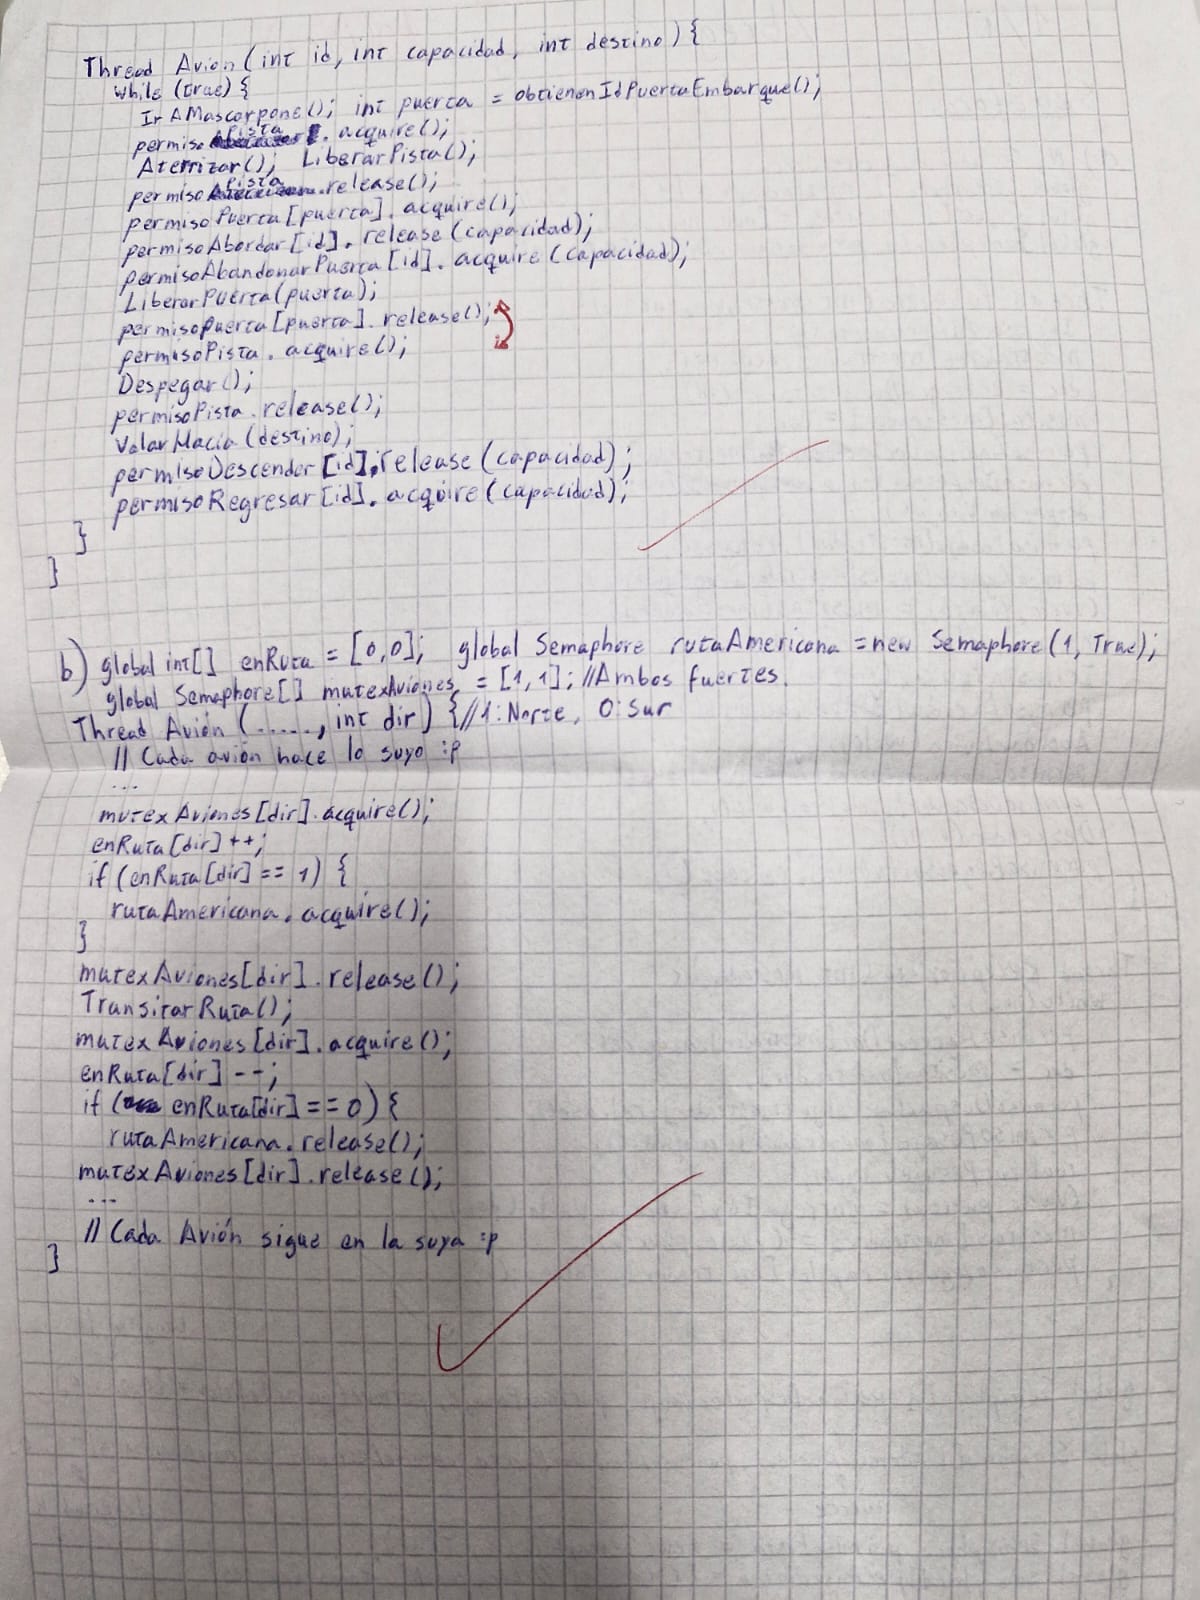 Thread Avion (int id, int capacidad, int destino) {
while (true) {
Ir AMascorpone(); int puerta = obtienenIdPuertaEmbarque();
permisoPista.acquire();
Aterrizar(); LiberarPista();
permisoPista.release();
permisoPuerta[puerta].acquire();
permisoAbordar[id].release(capacidad);
permisoAbandonarPuerta[id].acquire(capacidad);
LiberarPuerta(puerta);
permisoPuerta[puerta].release();
permisoPista.acquire();
Despegar();
permisoPista.release();
VolarHacia(destino);
permisoDescender[id].release(capacidad);
permisoRegresar[id].acquire(capacidad);
}
}
b) global int[] enRuta = [0,0]; global Semaphore rutaAmericana = new Semaphore(1, True);
global Semaphore[] mutexAviones = [1,1]; //Ambos fuertes.
Thread Avión (....., int dir) { //1:Norte, 0:Sur
// Cada avión hace lo suyo :p
...
mutexAviones[dir].acquire();
enRuta[dir]++;
if (enRuta[dir] == 1) {
rutaAmericana.acquire();
}
mutexAviones[dir].release();
TransitarRuta();
mutexAviones[dir].acquire();
enRuta[dir]--;
if (enRuta[dir] == 0) {
rutaAmericana.release();
mutexAviones[dir].release();
...
// Cada Avión sigue en la suya :p
}